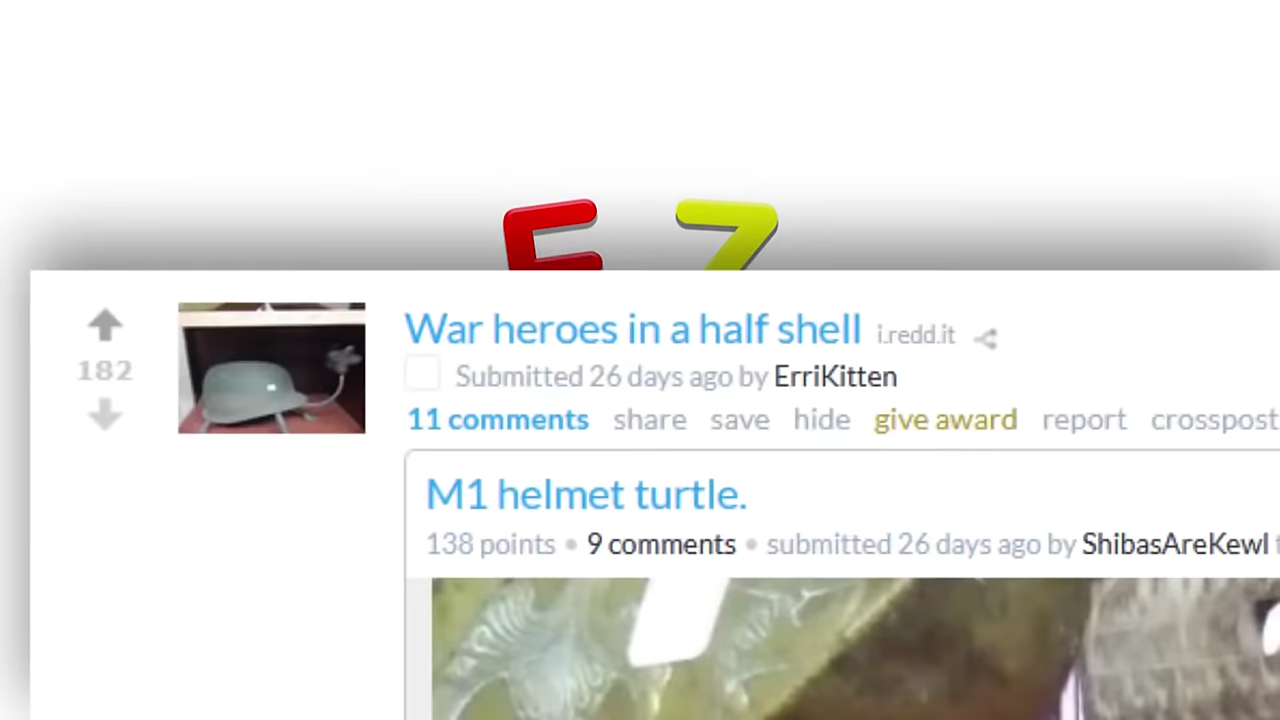 EZ
War heroes in a half shell i.redd.it
182
Submitted 26 days ago by ErriKitten
11 comments share save hide give award report crosspost
M1 helmet turtle.
138 points • 9 comments • submitted 26 days ago by ShibasAreKewl